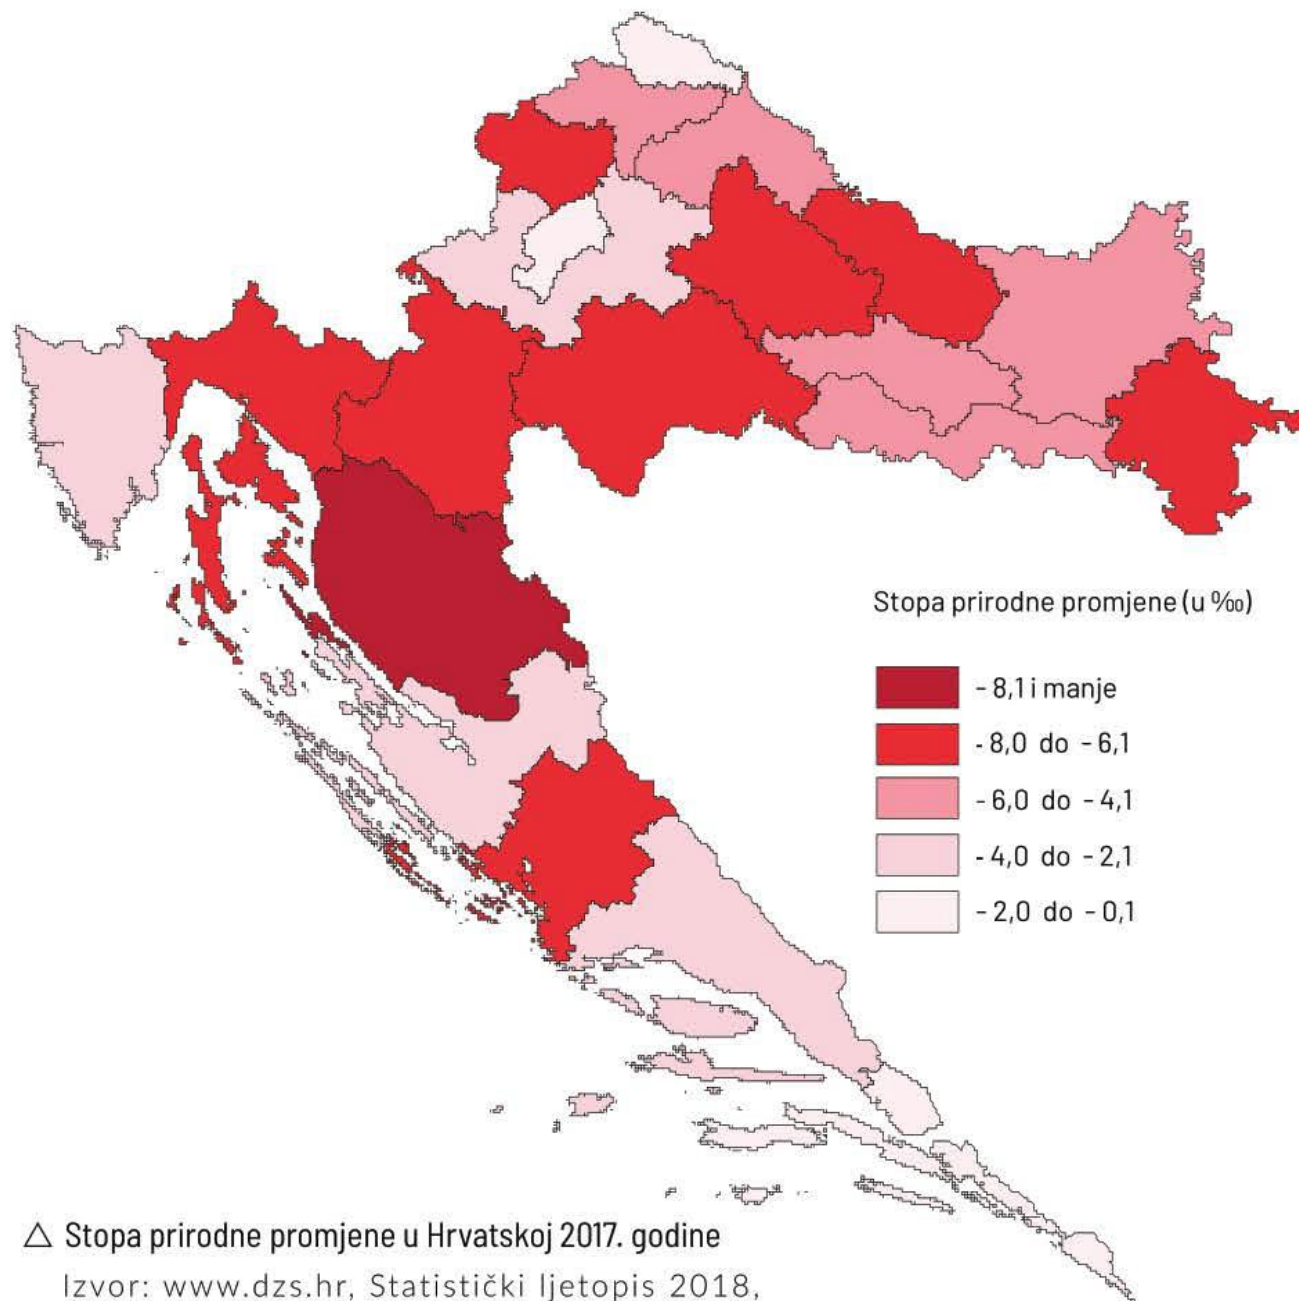 Stopa prirodne promjene (u ‰)
- 8,1 i manje
- 8,0 do - 6,1
- 6,0 do - 4,1
- 4,0 do - 2,1
- 2,0 do - 0,1
△ Stopa prirodne promjene u Hrvatskoj 2017. godine
Izvor: www.dzs.hr, Statistički ljetopis 2018,